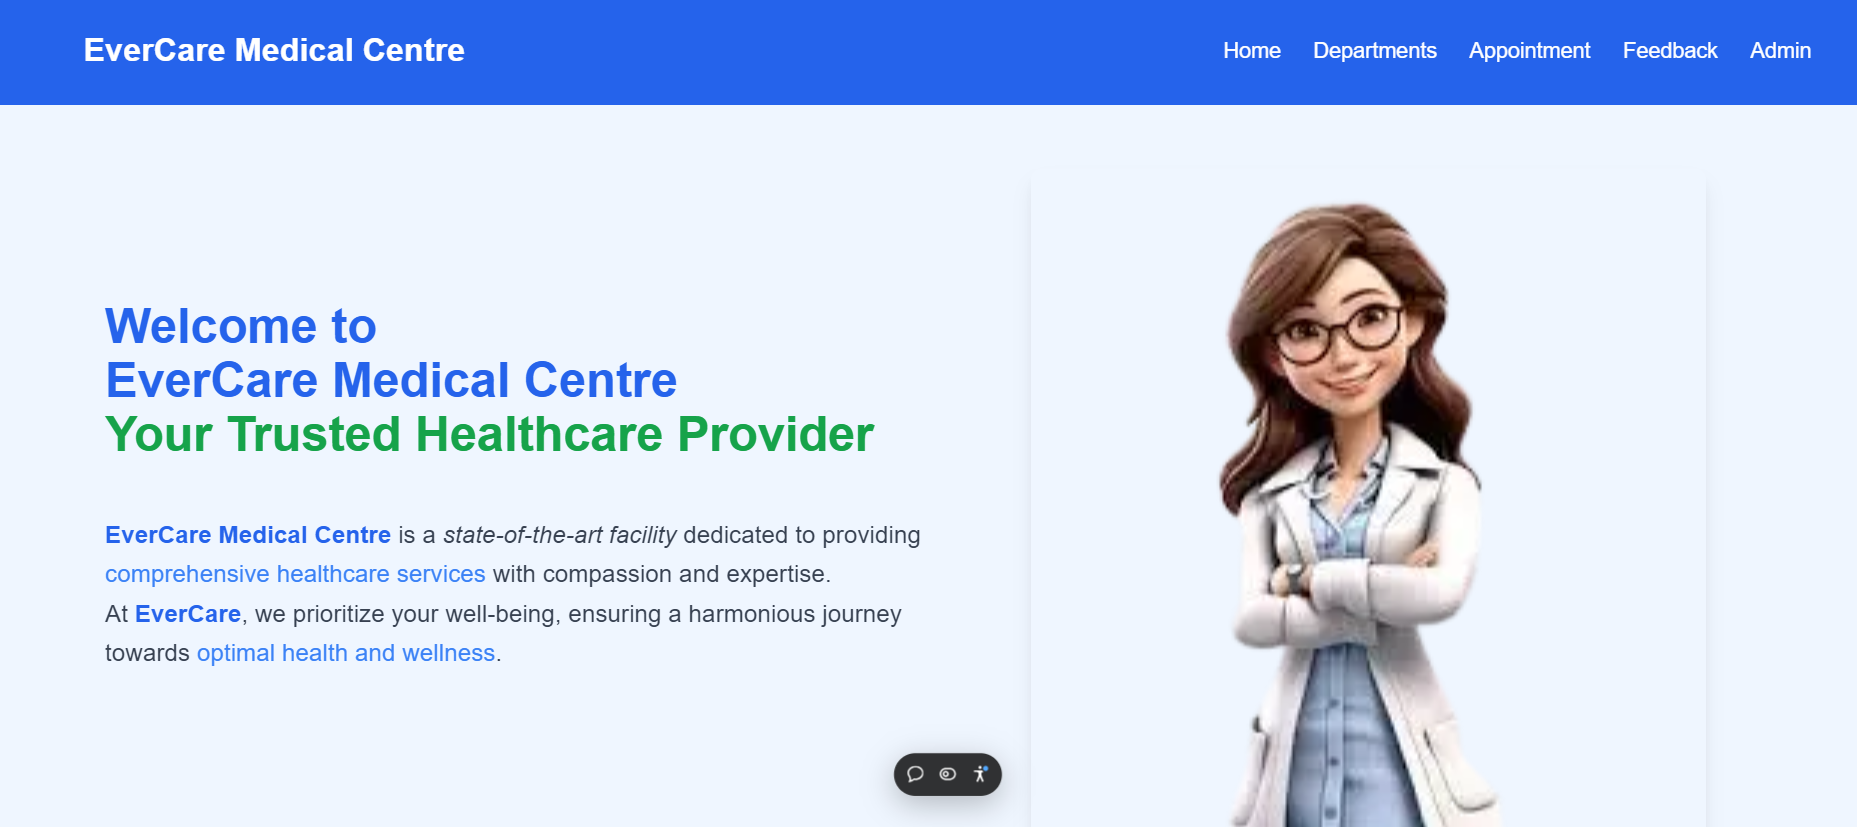 EverCare Medical Centre
Home Departments Appointment Feedback Admin
Welcome to
EverCare Medical Centre
Your Trusted Healthcare Provider
EverCare Medical Centre is a state-of-the-art facility dedicated to providing
comprehensive healthcare services with compassion and expertise.
At EverCare, we prioritize your well-being, ensuring a harmonious journey
towards optimal health and wellness.